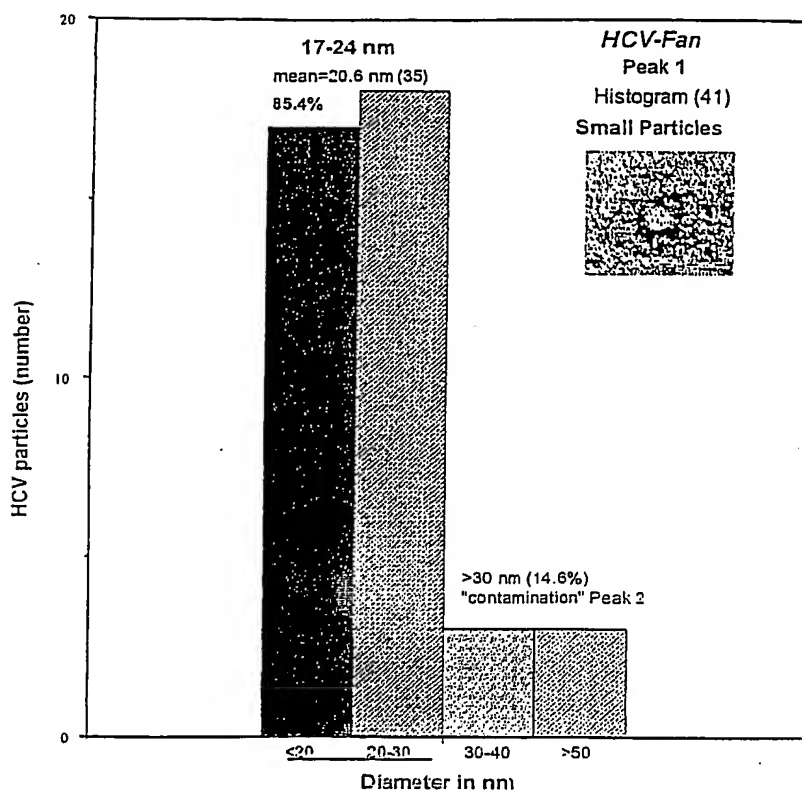 20
17-24 nm
mean=20.6 nm (35)
85.4%
HCV-Fan
Peak 1
Histogram (41)
Small Particles
HCV particles (number)
10
>30 nm (14.6%)
"contamination" Peak 2
0
<20 20-30 30-40 >50
Diameter in nm